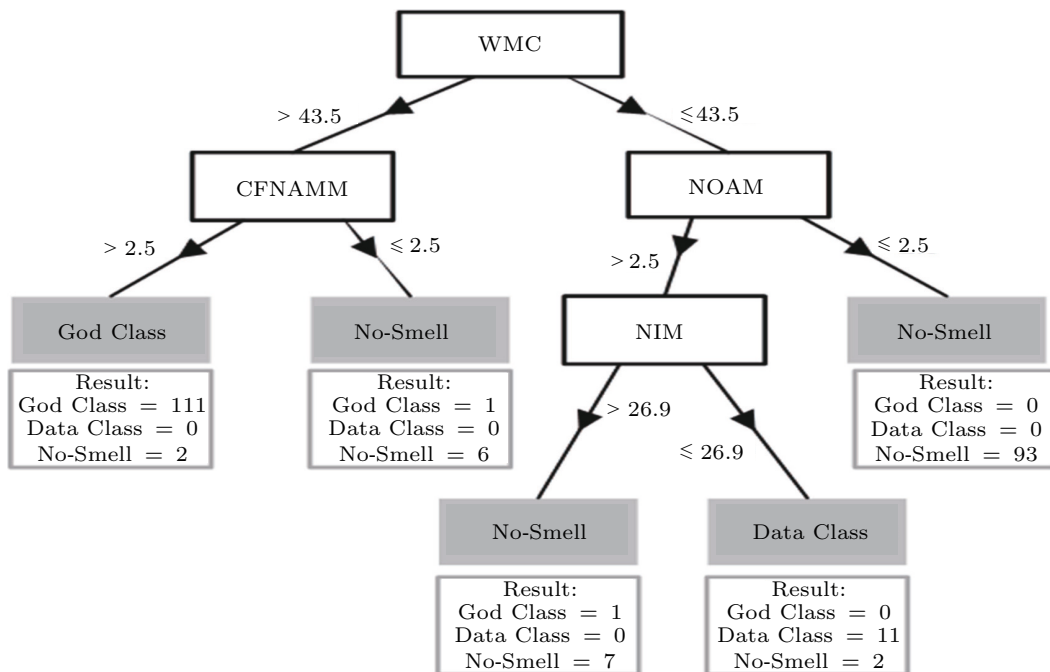 WMC
> 43.5
≤43.5
CFNAMM
NOAM
> 2.5
≤ 2.5
>2.5
≤ 2.5
God Class
No-Smell
NIM
No-Smell
Result:
God Class = 111
Data Class = 0
No-Smell = 2
Result:
God Class = 1
Data Class = 0
No-Smell = 6
> 26.9
≤ 26.9
Result:
God Class = 0
Data Class = 0
No-Smell = 93
No-Smell
Data Class
Result:
God Class = 1
Data Class = 0
No-Smell = 7
Result:
God Class = 0
Data Class = 11
No-Smell = 2